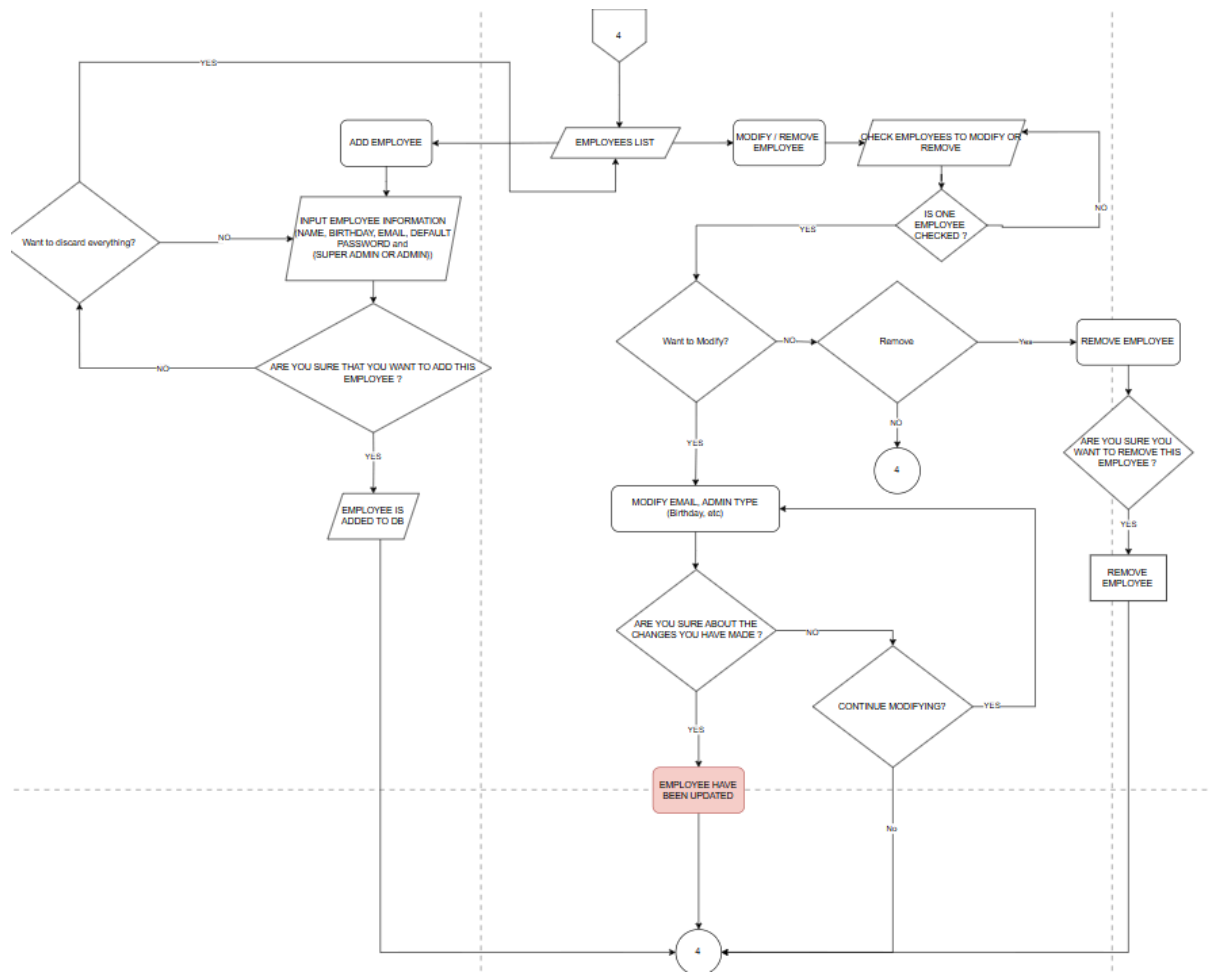 4
YES
ADD EMPLOYEE
EMPLOYEES LIST
MODIFY / REMOVE
EMPLOYEE
CHECK EMPLOYEES TO MODIFY OR
REMOVE
INPUT EMPLOYEE INFORMATION
(NAME, BIRTHDAY, EMAIL, DEFAULT
PASSWORD and
(SUPER ADMIN OR ADMIN))
Want to discard everything?
NO
IS ONE
EMPLOYEE
CHECKED ?
NO
YES
Want to Modify?
NO
Remove
Yes
REMOVE EMPLOYEE
ARE YOU SURE THAT YOU WANT TO ADD THIS
EMPLOYEE ?
NO
YES
YES
NO
4
ARE YOU SURE YOU
WANT TO REMOVE THIS
EMPLOYEE ?
EMPLOYEE IS
ADDED TO DB
MODIFY EMAIL, ADMIN TYPE
(Birthday, etc)
YES
REMOVE
EMPLOYEE
ARE YOU SURE ABOUT THE
CHANGES YOU HAVE MADE ?
NO
CONTINUE MODIFYING?
YES
YES
EMPLOYEE HAVE
BEEN UPDATED
No
4